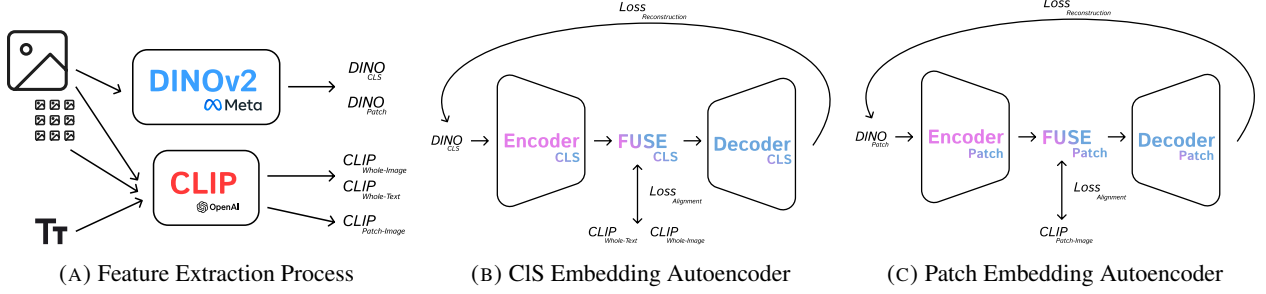 DINOv2
Meta
DINO
CLS
DINO
Patch
CLIP
OpenAI
CLIP
Whole-Image
CLIP
Whole-Text
CLIP
Patch-Image
TT
(A) Feature Extraction Process
Loss
Reconstruction
DINO
CLS
Encoder
CLS
FUSE
CLS
Decoder
CLS
Loss
Alignment
CLIP
Whole-Text
CLIP
Whole-Image
(B) ClS Embedding Autoencoder
Loss
Reconstruction
DINO
Patch
Encoder
Patch
FUSE
Patch
Decoder
Patch
Loss
Alignment
CLIP
Patch-Image
(C) Patch Embedding Autoencoder